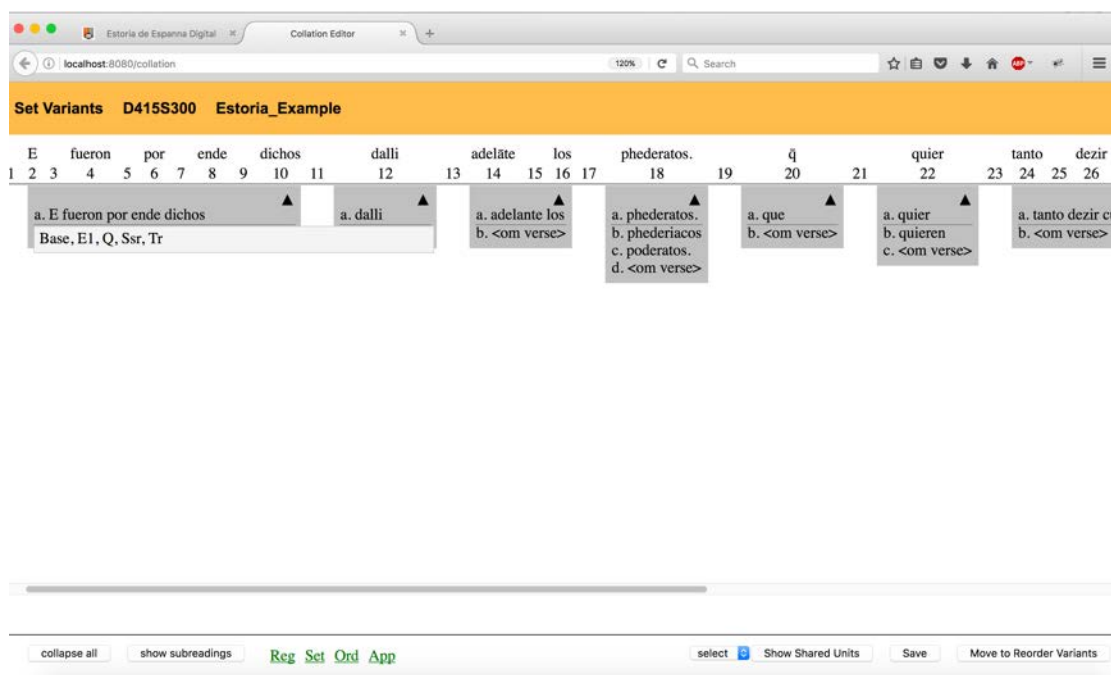 Estoria de Espanna Digital
Collation Editor
localhost:8080/collation
120%
Search
ABP
Set Variants D415S300 Estoria_Example
E fueron por ende dichos dalli adelāte los phederatos. q̄ quier tanto dezir
1 2 3 4 5 6 7 8 9 10 11 12 13 14 15 16 17 18 19 20 21 22 23 24 25 26
a. E fueron por ende dichos
Base, E1, Q, Ssr, Tr
a. dalli
a. adelante los
b. <om verse>
a. phederatos.
b. phederiacos
c. poderatos.
d. <om verse>
a. que
b. <om verse>
a. quier
b. quieren
c. <om verse>
a. tanto dezir c
b. <om verse>
collapse all show subreadings Reg Set Ord App select Show Shared Units Save Move to Reorder Variants